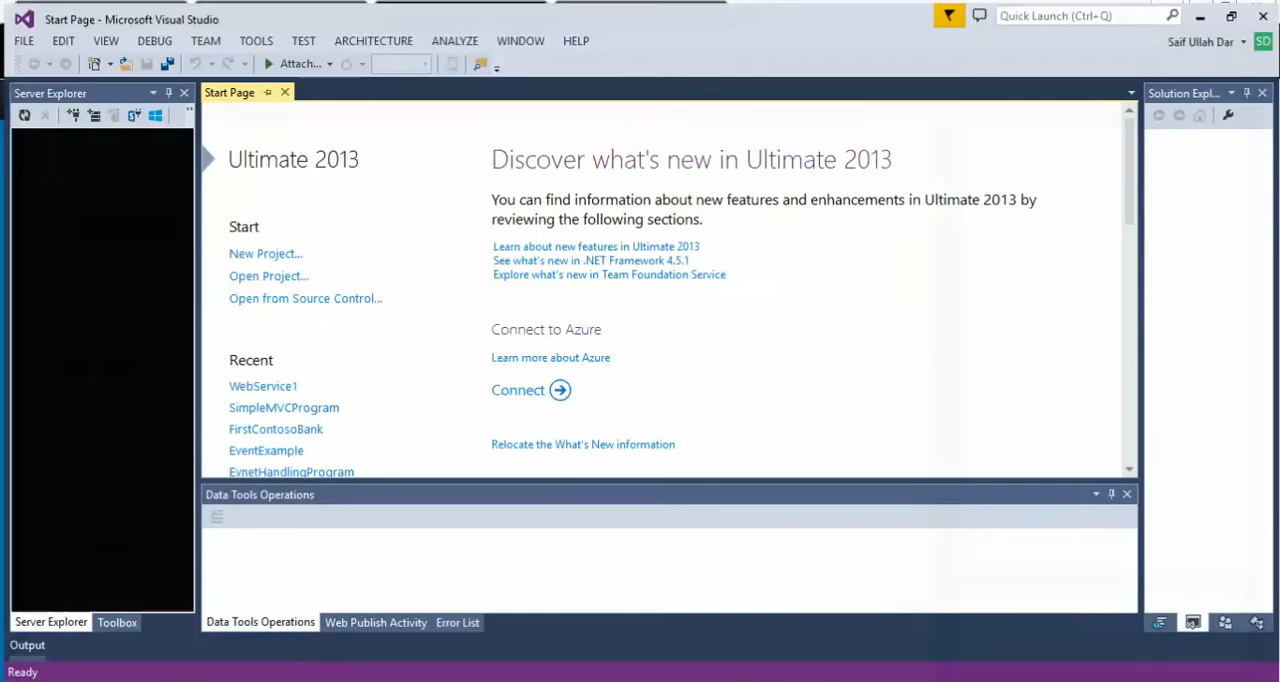 Start Page - Microsoft Visual Studio
Quick Launch (Ctrl+Q)
FILE EDIT VIEW DEBUG TEAM TOOLS TEST ARCHITECTURE ANALYZE WINDOW HELP
Saif Ullah Dar SD
Attach...
Server Explorer
Start Page
Solution Expl...
Ultimate 2013
Start
New Project...
Open Project...
Open from Source Control...
Recent
WebService1
SimpleMVCProgram
FirstContosoBank
EventExample
EvnetHandlingProgram
Discover what's new in Ultimate 2013
You can find information about new features and enhancements in Ultimate 2013 by
reviewing the following sections.
Learn about new features in Ultimate 2013
See what's new in .NET Framework 4.5.1
Explore what's new in Team Foundation Service
Connect to Azure
Learn more about Azure
Connect
Relocate the What's New information
Data Tools Operations
Server Explorer Toolbox
Data Tools Operations Web Publish Activity Error List
Output
Ready